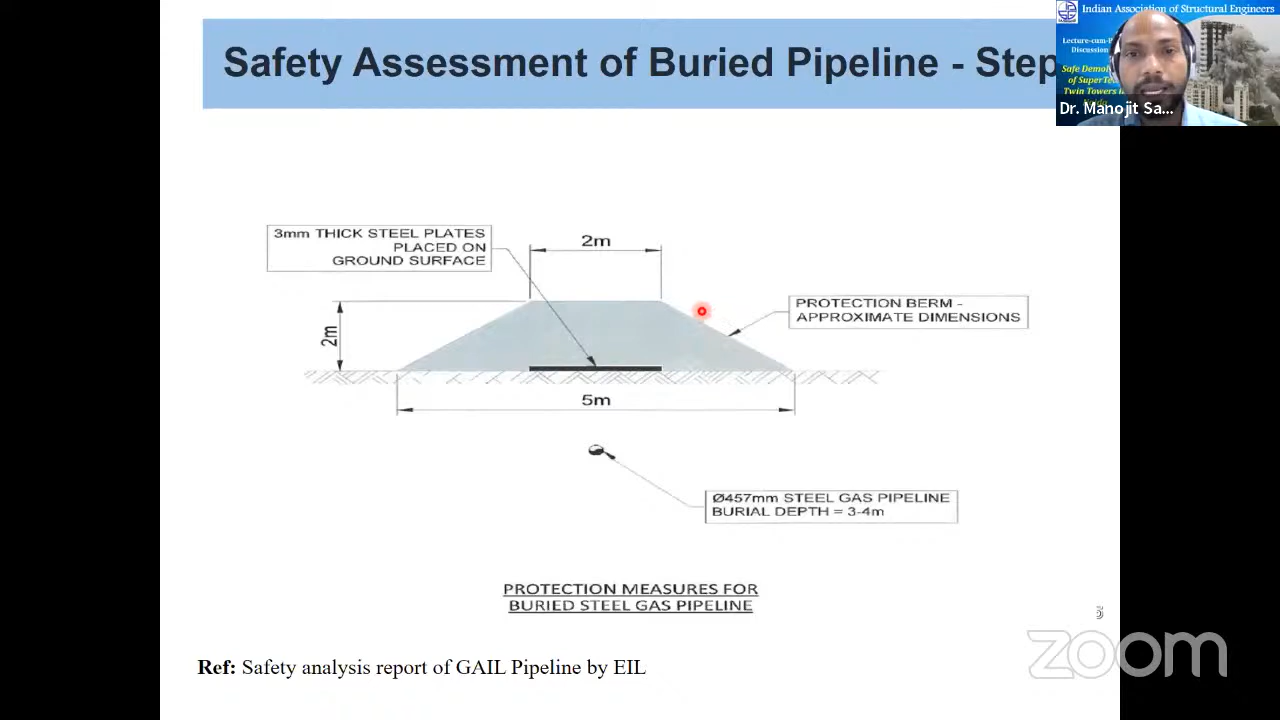 Safety Assessment of Buried Pipeline - Step
Indian Association of Structural Engineers
Lecture-cum-
Discussion
Safe Demol
of SuperTe
Twin Towers
Dr. Manojit Sa...
3mm THICK STEEL PLATES
PLACED ON
GROUND SURFACE
2m
PROTECTION BERM -
APPROXIMATE DIMENSIONS
2m
5m
Ø457mm STEEL GAS PIPELINE
BURIAL DEPTH = 3-4m
PROTECTION MEASURES FOR
BURIED STEEL GAS PIPELINE
Ref: Safety analysis report of GAIL Pipeline by EIL
zoom